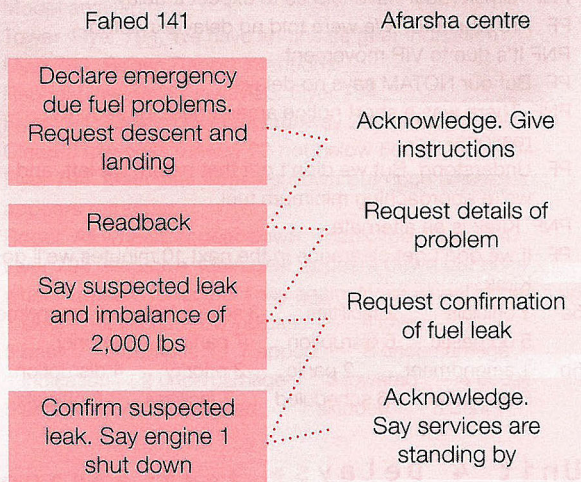 Fahed 141
Afarsha centre
Declare emergency
due fuel problems.
Request descent and
landing
Acknowledge. Give
instructions
Readback
Request details of
problem
Say suspected leak
and imbalance of
2,000 lbs
Request confirmation
of fuel leak
Confirm suspected
leak. Say engine 1
shut down
Acknowledge.
Say services are
standing by